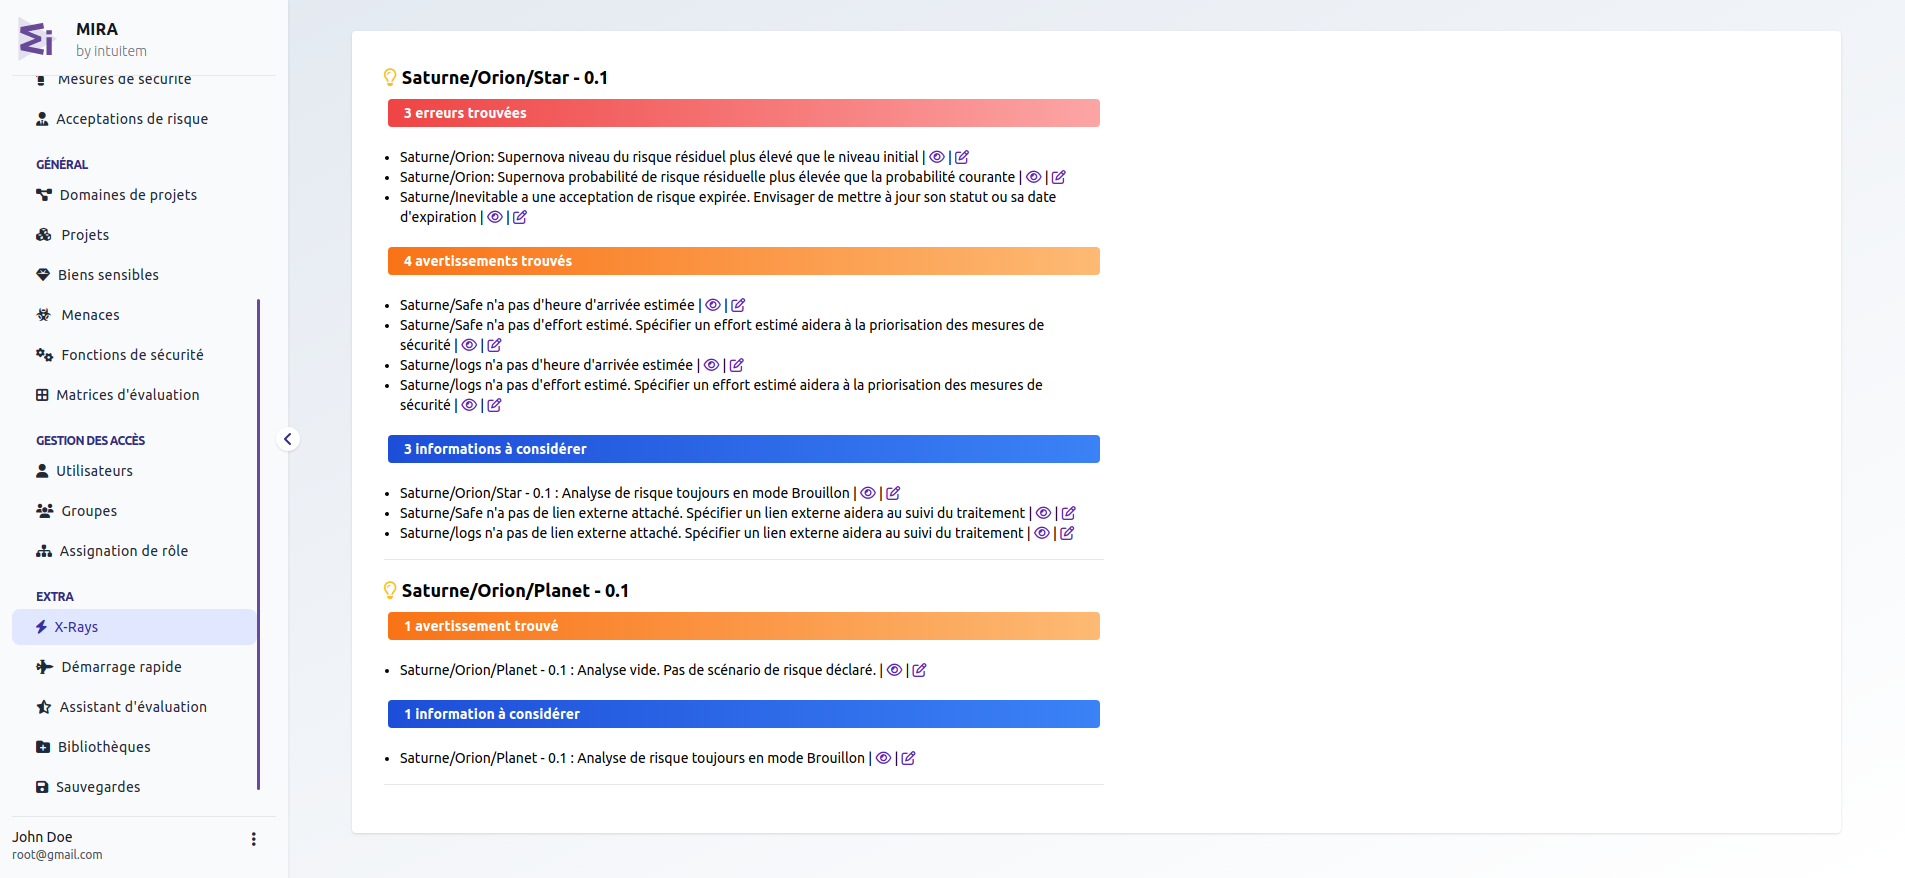 MIRA
by intuitem
Mesures de sécurité
Acceptations de risque
GÉNÉRAL
Domaines de projets
Projets
Biens sensibles
Menaces
Fonctions de sécurité
Matrices d'évaluation
GESTION DES ACCÈS
Utilisateurs
Groupes
Assignation de rôle
EXTRA
X-Rays
Démarrage rapide
Assistant d'évaluation
Bibliothèques
Sauvegardes
John Doe
root@gmail.com
Saturne/Orion/Star - 0.1
3 erreurs trouvées
Saturne/Orion: Supernova niveau du risque résiduel plus élevé que le niveau initial | |
Saturne/Orion: Supernova probabilité de risque résiduelle plus élevée que la probabilité courante | |
Saturne/Inevitable a une acceptation de risque expirée. Envisager de mettre à jour son statut ou sa date
d'expiration | |
4 avertissements trouvés
Saturne/Safe n'a pas d'heure d'arrivée estimée | |
Saturne/Safe n'a pas d'effort estimé. Spécifier un effort estimé aidera à la priorisation des mesures de
sécurité | |
Saturne/logs n'a pas d'heure d'arrivée estimée | |
Saturne/logs n'a pas d'effort estimé. Spécifier un effort estimé aidera à la priorisation des mesures de
sécurité | |
3 informations à considérer
Saturne/Orion/Star - 0.1 : Analyse de risque toujours en mode Brouillon | |
Saturne/Safe n'a pas de lien externe attaché. Spécifier un lien externe aidera au suivi du traitement | |
Saturne/logs n'a pas de lien externe attaché. Spécifier un lien externe aidera au suivi du traitement | |
Saturne/Orion/Planet - 0.1
1 avertissement trouvé
Saturne/Orion/Planet - 0.1 : Analyse vide. Pas de scénario de risque déclaré. | |
1 information à considérer
Saturne/Orion/Planet - 0.1 : Analyse de risque toujours en mode Brouillon | |